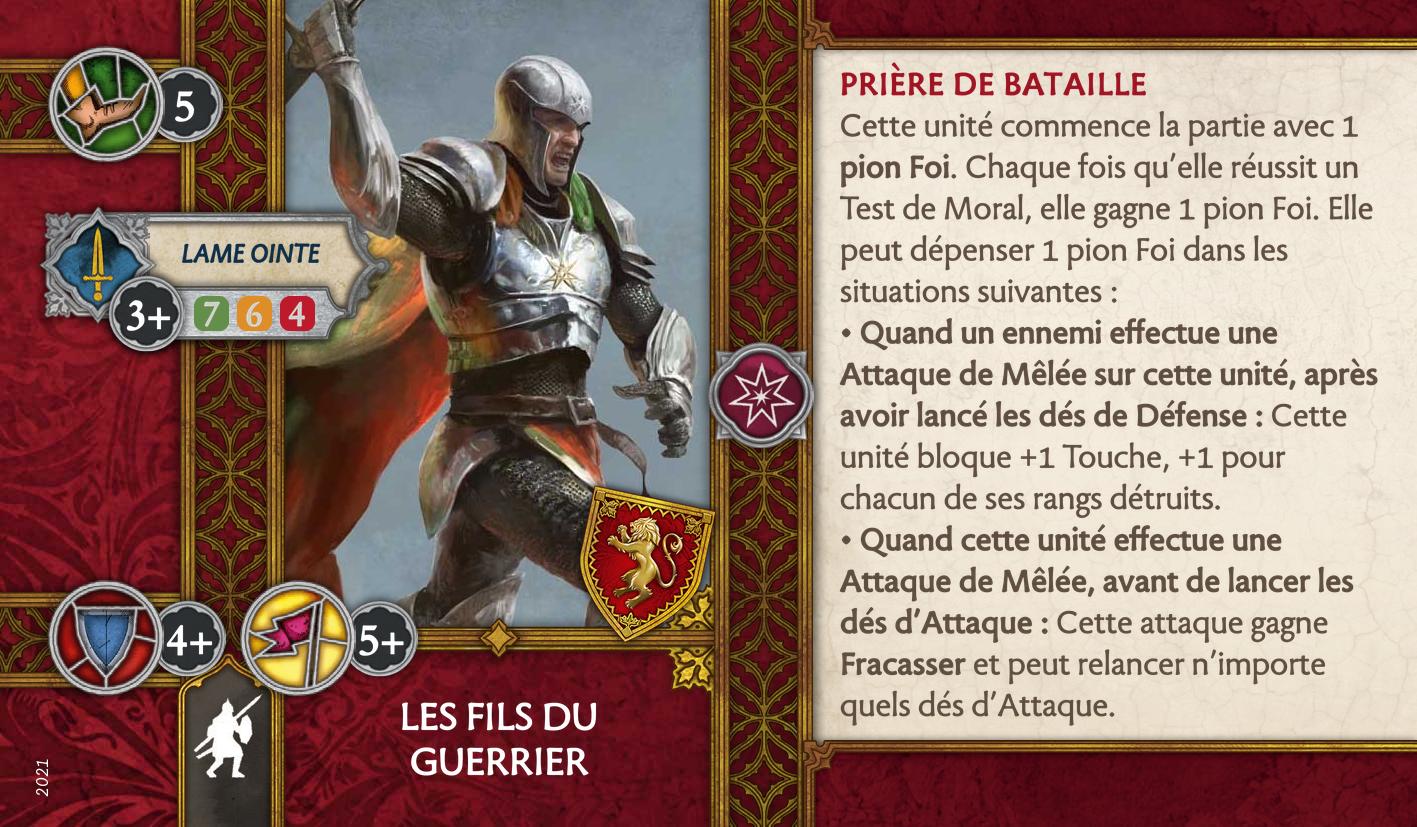 5
LAME OINTE
3+ 7 6 4
4+ 5+
LES FILS DU
GUERRIER
2021
PRIÈRE DE BATAILLE
Cette unité commence la partie avec 1
pion Foi. Chaque fois qu’elle réussit un
Test de Moral, elle gagne 1 pion Foi. Elle
peut dépenser 1 pion Foi dans les
situations suivantes :
• Quand un ennemi effectue une
Attaque de Mêlée sur cette unité, après
avoir lancé les dés de Défense : Cette
unité bloque +1 Touche, +1 pour
chacun de ses rangs détruits.
• Quand cette unité effectue une
Attaque de Mêlée, avant de lancer les
dés d’Attaque : Cette attaque gagne
Fracasser et peut relancer n’importe
quels dés d’Attaque.